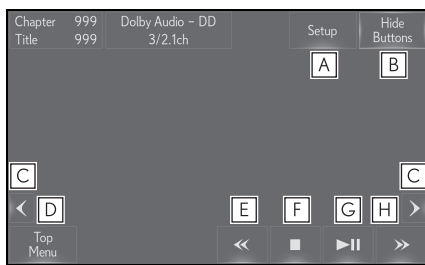 Chapter 999 Dolby Audio – DD
Title 999 3/2.1ch
Setup
Hide
Buttons
A B
C C
D E F G H
Top
Menu